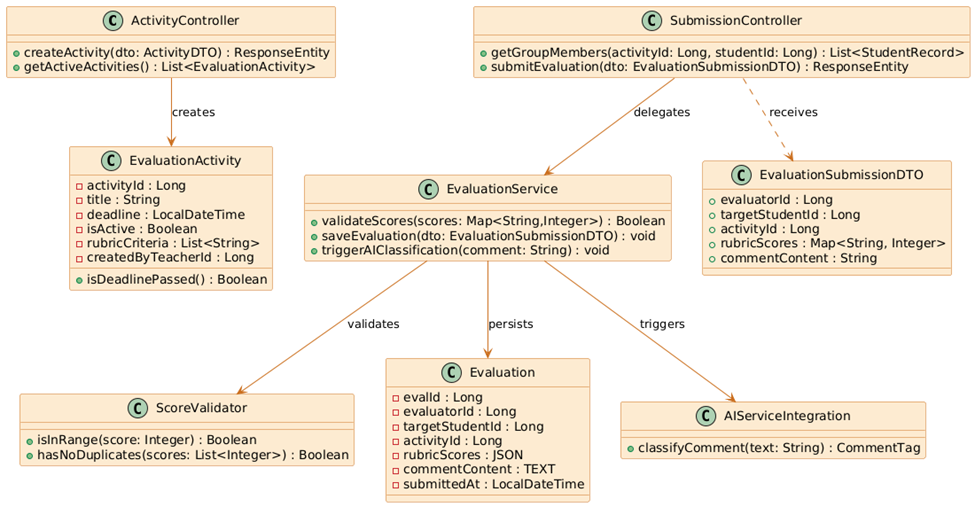 C ActivityController
createActivity(dto: ActivityDTO) : ResponseEntity
getActiveActivities() : List<EvaluationActivity>
C SubmissionController
getGroupMembers(activityId: Long, studentId: Long) : List<StudentRecord>
submitEvaluation(dto: EvaluationSubmissionDTO) : ResponseEntity
creates
delegates
receives
C EvaluationActivity
activityId : Long
title : String
deadline : LocalDateTime
isActive : Boolean
rubricCriteria : List<String>
createdByTeacherId : Long
isDeadlinePassed() : Boolean
C EvaluationService
validateScores(scores: Map<String,Integer>) : Boolean
saveEvaluation(dto: EvaluationSubmissionDTO) : void
triggerAIClassification(comment: String) : void
C EvaluationSubmissionDTO
evaluatorId : Long
targetStudentId : Long
activityId : Long
rubricScores : Map<String, Integer>
commentContent : String
validates
persists
triggers
C ScoreValidator
isInRange(score: Integer) : Boolean
hasNoDuplicates(scores: List<Integer>) : Boolean
C Evaluation
evalId : Long
evaluatorId : Long
targetStudentId : Long
activityId : Long
rubricScores : JSON
commentContent : TEXT
submittedAt : LocalDateTime
C AIServiceIntegration
classifyComment(text: String) : CommentTag